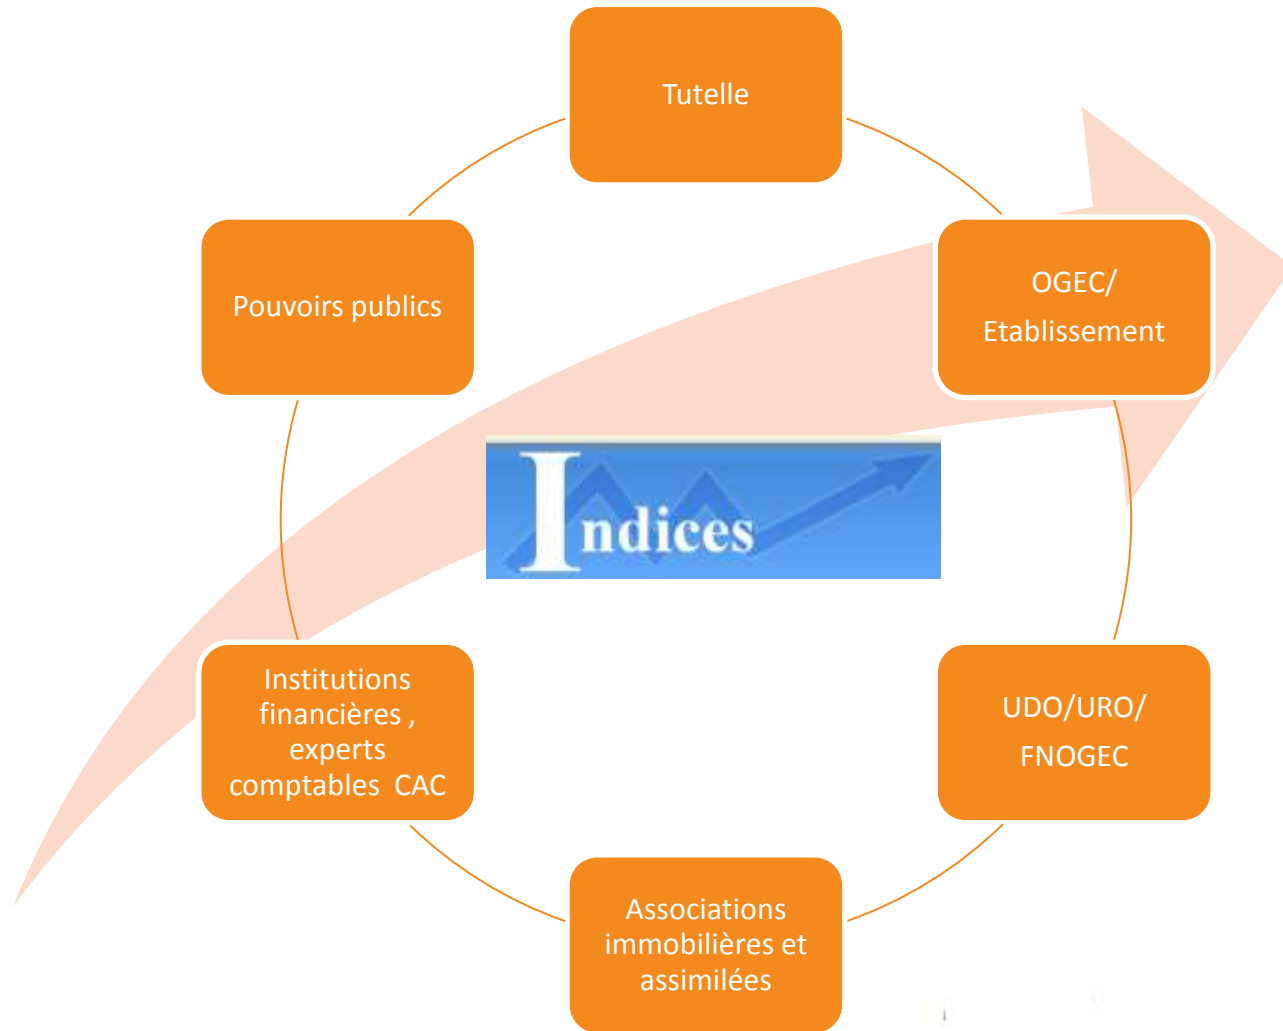 Tutelle
OGEC/
Etablissement
UDO/URO/
FNOGEC
Associations
immobilières et
assimilées
Institutions
financières ,
experts
comptables CAC
Pouvoirs publics
Indices